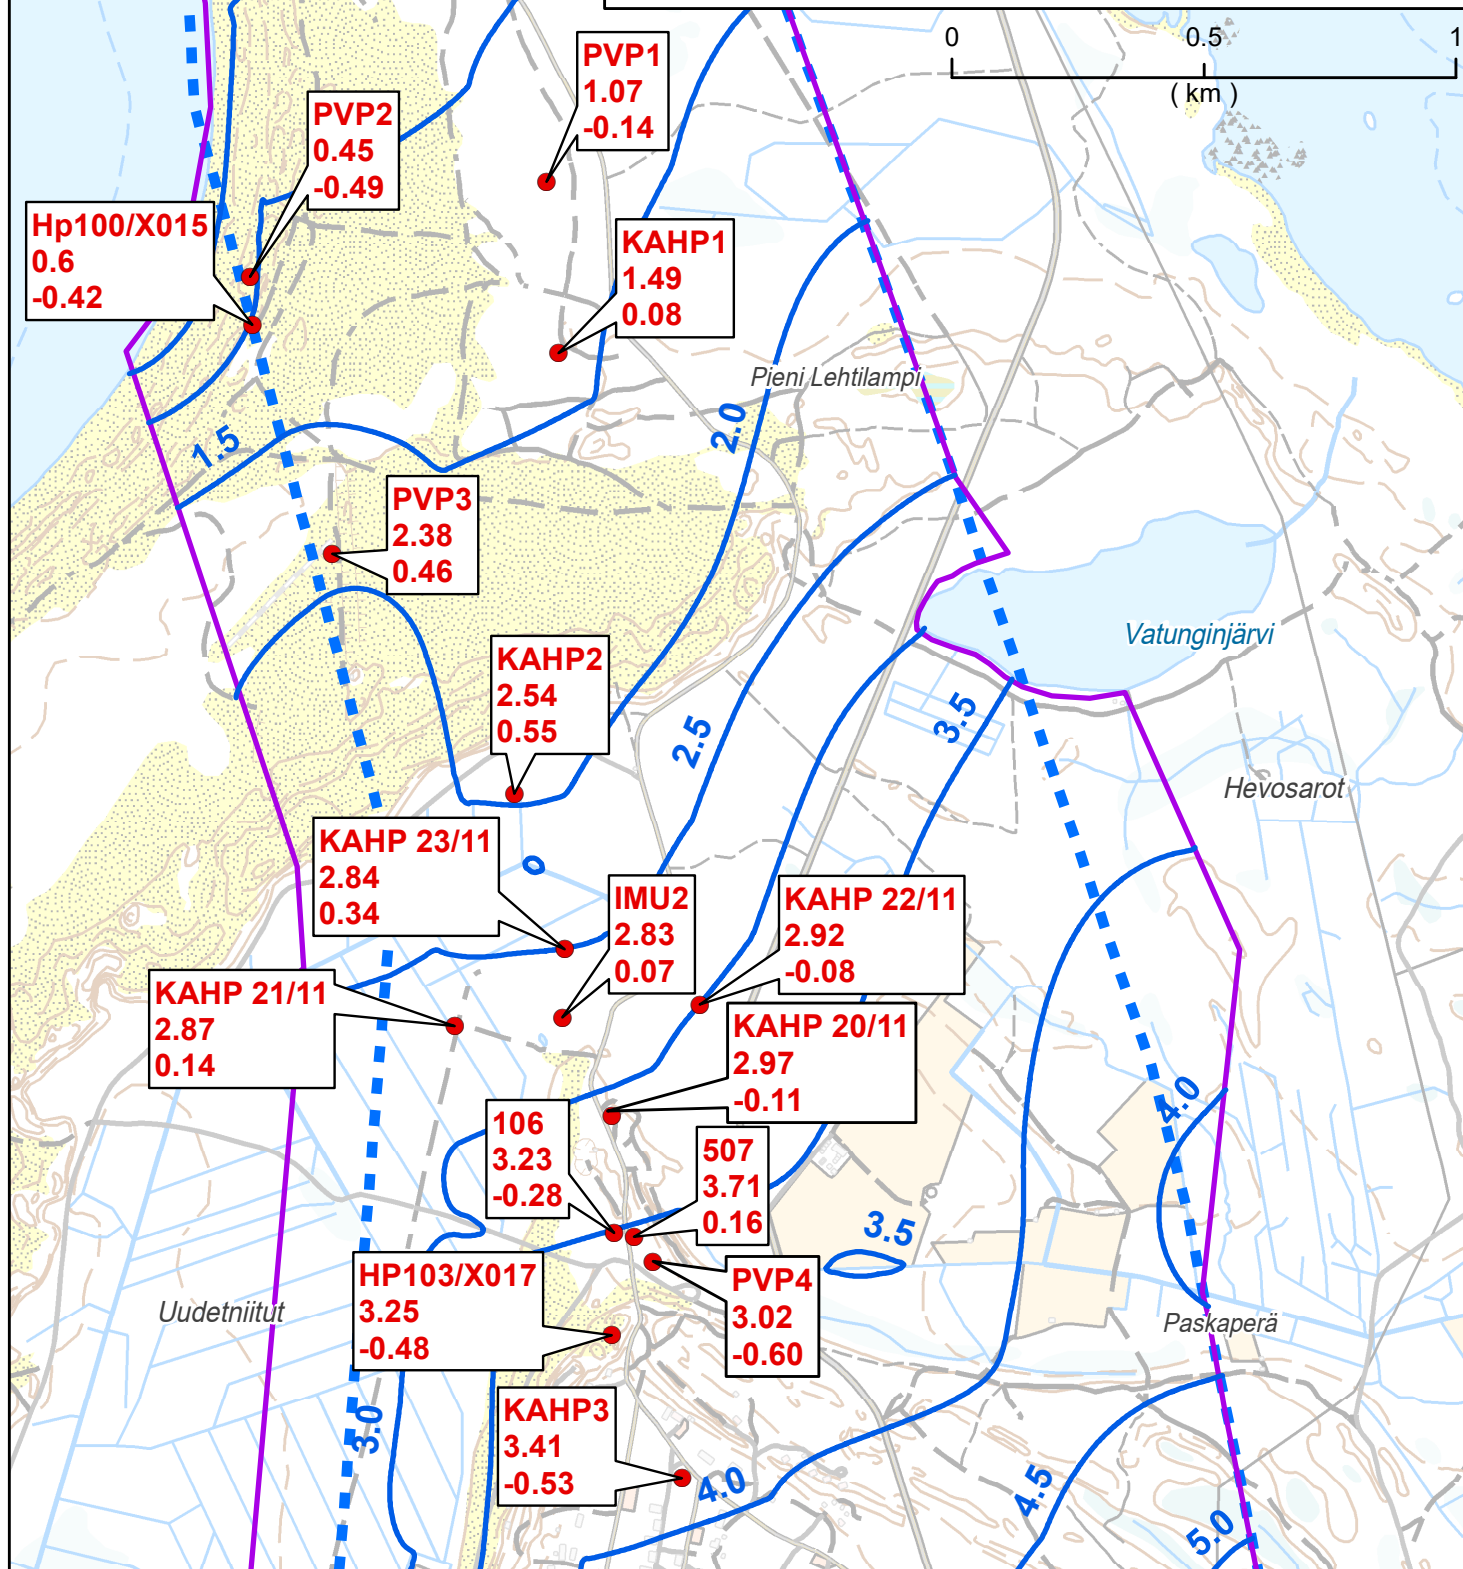 0
0.5
1
( km )
PVP1
1.07
-0.14
PVP2
0.45
-0.49
Hp100/X015
0.6
-0.42
KAHP1
1.49
0.08
Pieni Lehtilampi
2.0
1.5
PVP3
2.38
0.46
Vatunginjärvi
KAHP2
2.54
0.55
3.5
2.5
Hevosarot
KAHP 23/11
2.84
0.34
0
IMU2
2.83
0.07
KAHP 22/11
2.92
-0.08
KAHP 21/11
2.87
0.14
KAHP 20/11
2.97
-0.11
4.0
106
3.23
-0.28
507
3.71
0.16
3.5
HP103/X017
3.25
-0.48
PVP4
3.02
-0.60
Uudetniitut
Paskaperä
KAHP3
3.41
-0.53
3.0
4.0
4.5
5.0